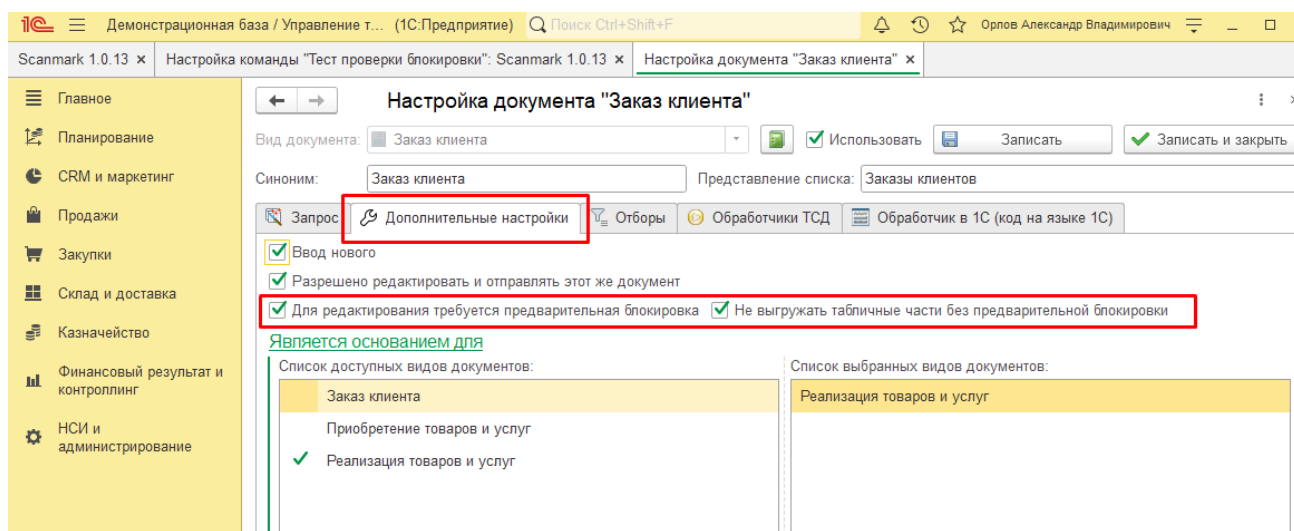 1С Демонстрационная база / Управление т... (1С:Предприятие) Поиск Ctrl+Shift+F Орлов Александр Владимирович
Scanmark 1.0.13 × Настройка команды "Тест проверки блокировки": Scanmark 1.0.13 × Настройка документа "Заказ клиента" ×
Главное
Планирование
CRM и маркетинг
Продажи
Закупки
Склад и доставка
Казначейство
Финансовый результат и
контроллинг
НСИ и
администрирование
Настройка документа "Заказ клиента"
Вид документа: Заказ клиента Использовать Записать Записать и закрыть
Синоним: Заказ клиента Представление списка: Заказы клиентов
Запрос Дополнительные настройки Отборы Обработчики ТСД Обработчик в 1С (код на языке 1С)
Ввод нового
Разрешено редактировать и отправлять этот же документ
Для редактирования требуется предварительная блокировка Не выгружать табличные части без предварительной блокировки
Является основанием для
Список доступных видов документов: Список выбранных видов документов:
Заказ клиента Реализация товаров и услуг
Приобретение товаров и услуг
Реализация товаров и услуг